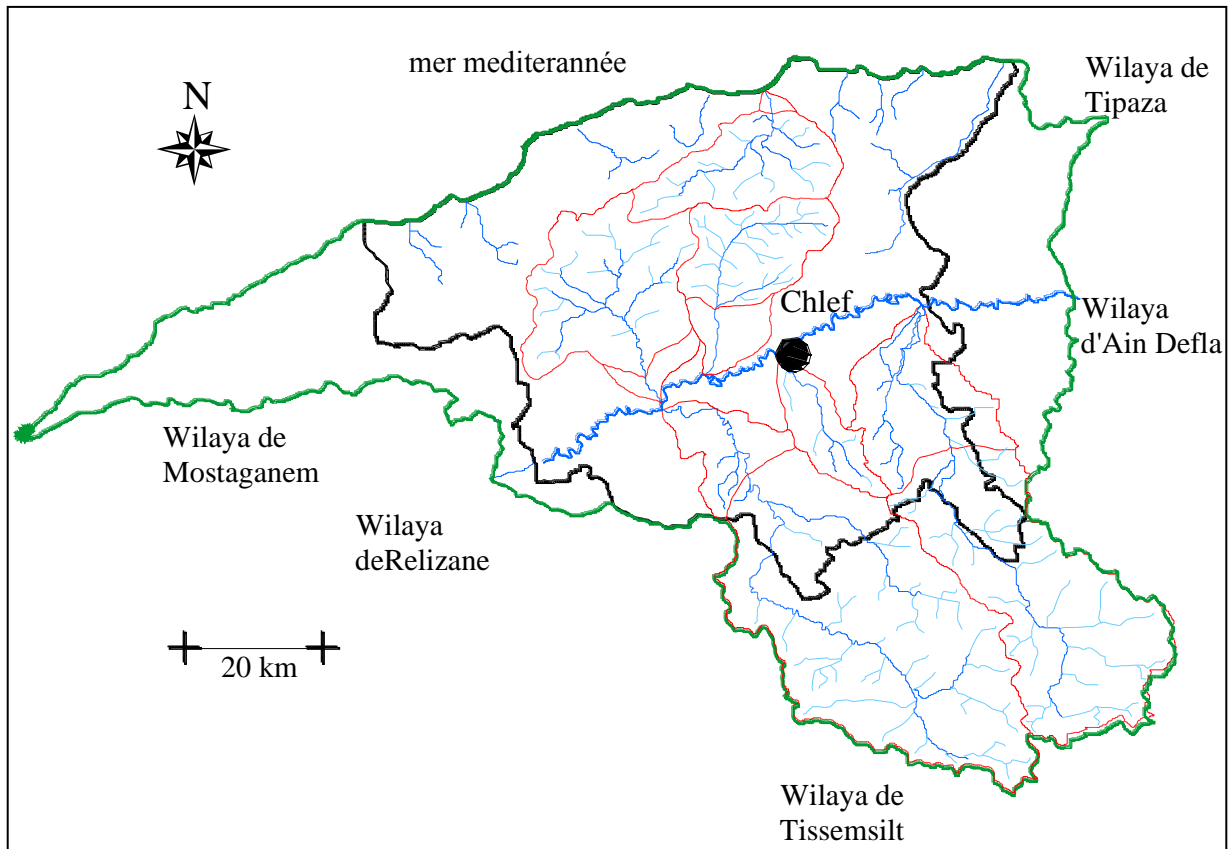 mer mediterannée
Wilaya de
Tipaza
N
Chlef
Wilaya
d'Ain Defla
Wilaya de
Mostaganem
Wilaya
deRelizane
20 km
Wilaya de
Tissemsilt